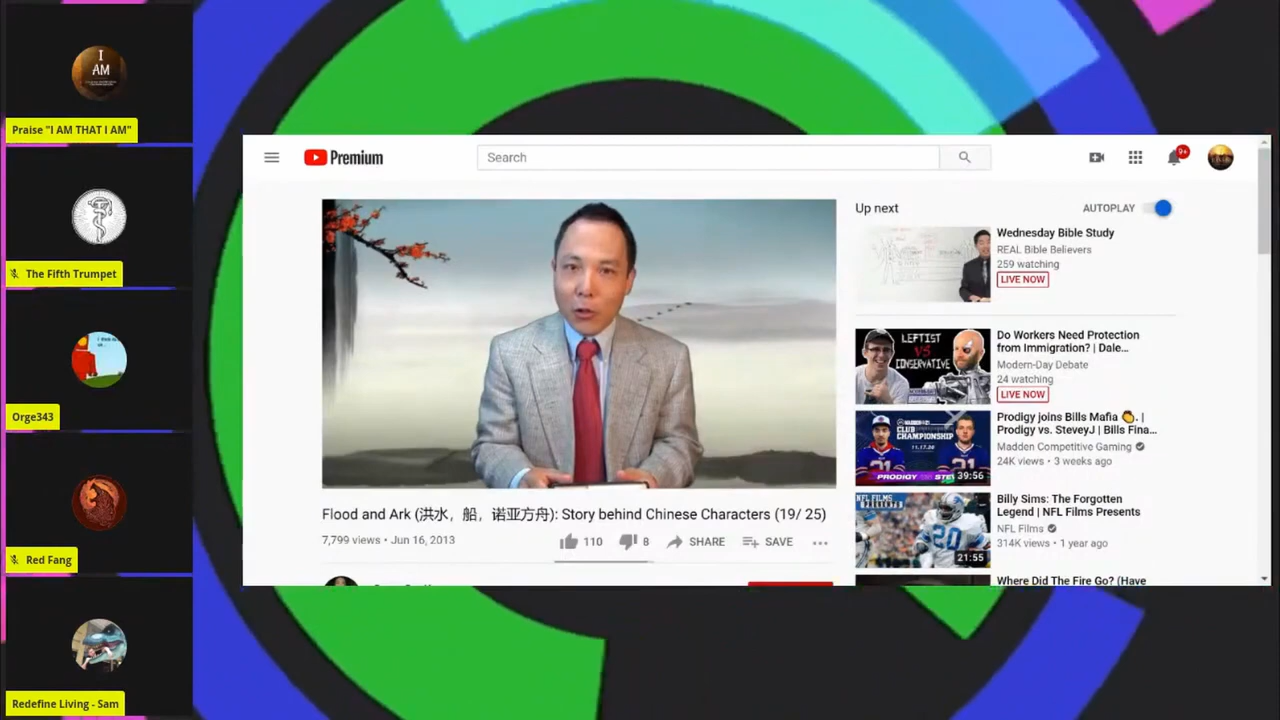 I
AM
Praise "I AM THAT I AM"
The Fifth Trumpet
Orge343
Red Fang
Redefine Living - Sam
Premium
Search
9+
Flood and Ark (洪水，船，诺亚方舟): Story behind Chinese Characters (19/ 25)
7,799 views • Jun 16, 2013
110
8
SHARE
SAVE
Up next
AUTOPLAY
Wednesday Bible Study
REAL Bible Believers
259 watching
LIVE NOW
LEFTIST
VS
CONSERVATIVE
Do Workers Need Protection
from Immigration? | Dale...
Modern-Day Debate
24 watching
LIVE NOW
CLUB
CHAMPIONSHIP
11.17.20
PRODIGY
39:56
Prodigy joins Bills Mafia 👏. |
Prodigy vs. SteveyJ | Bills Fina...
Madden Competitive Gaming
24K views • 3 weeks ago
NFL FILMS
PRESENTS
20
21:55
Billy Sims: The Forgotten
Legend | NFL Films Presents
NFL Films
314K views • 1 year ago
Where Did The Fire Go? (Have